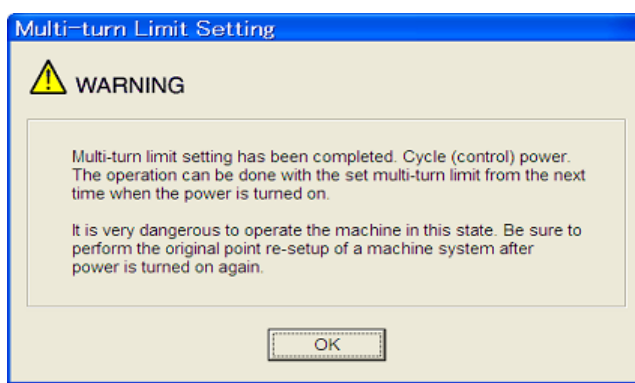 Multi-turn Limit Setting
WARNING
Multi-turn limit setting has been completed. Cycle (control) power.
The operation can be done with the set multi-turn limit from the next
time when the power is turned on.
It is very dangerous to operate the machine in this state. Be sure to
perform the original point re-setup of a machine system after
power is turned on again.
OK